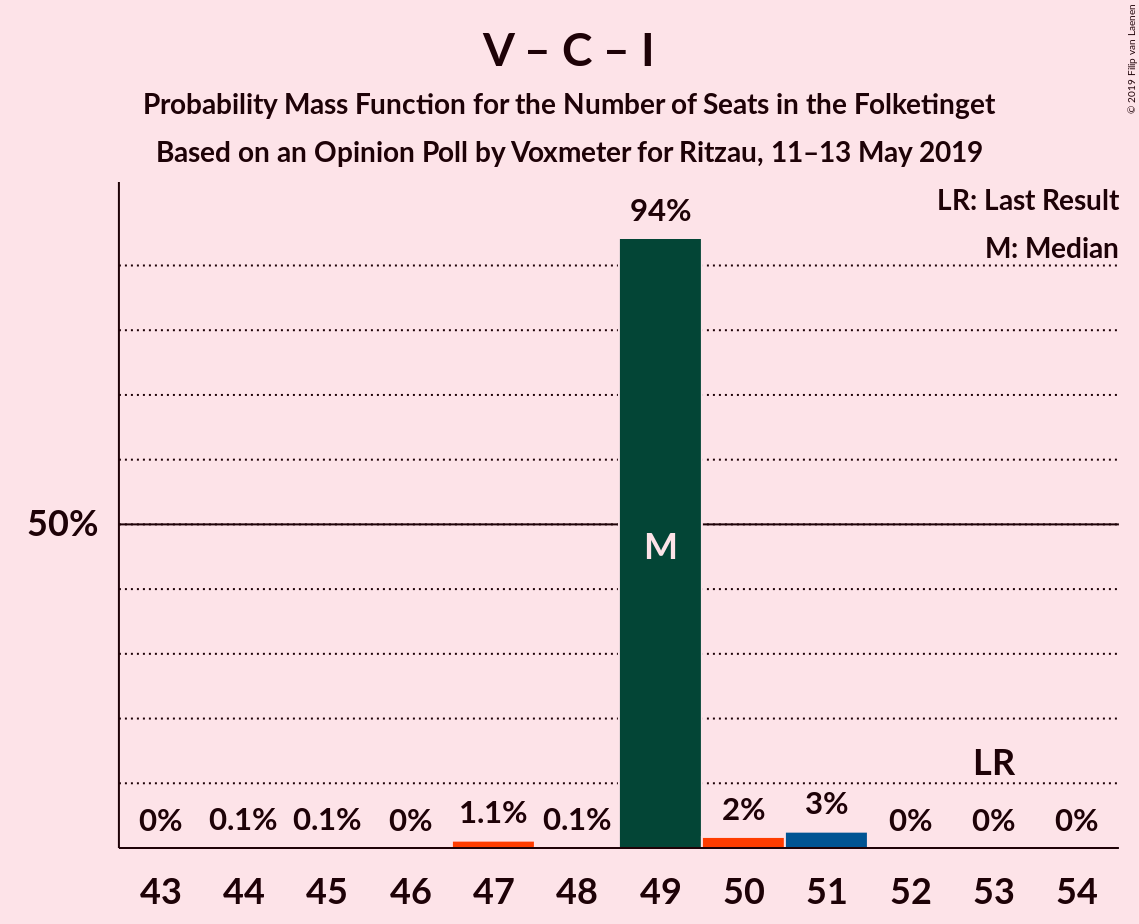 V – C – I
Probability Mass Function for the Number of Seats in the Folketinget
Based on an Opinion Poll by Voxmeter for Ritzau, 11–13 May 2019
© 2019 Filip van Laenen
LR: Last Result
M: Median
94%
50%
M
LR
0% 0.1% 0.1% 0% 1.1% 0.1% 2% 3% 0% 0% 0%
43 44 45 46 47 48 49 50 51 52 53 54